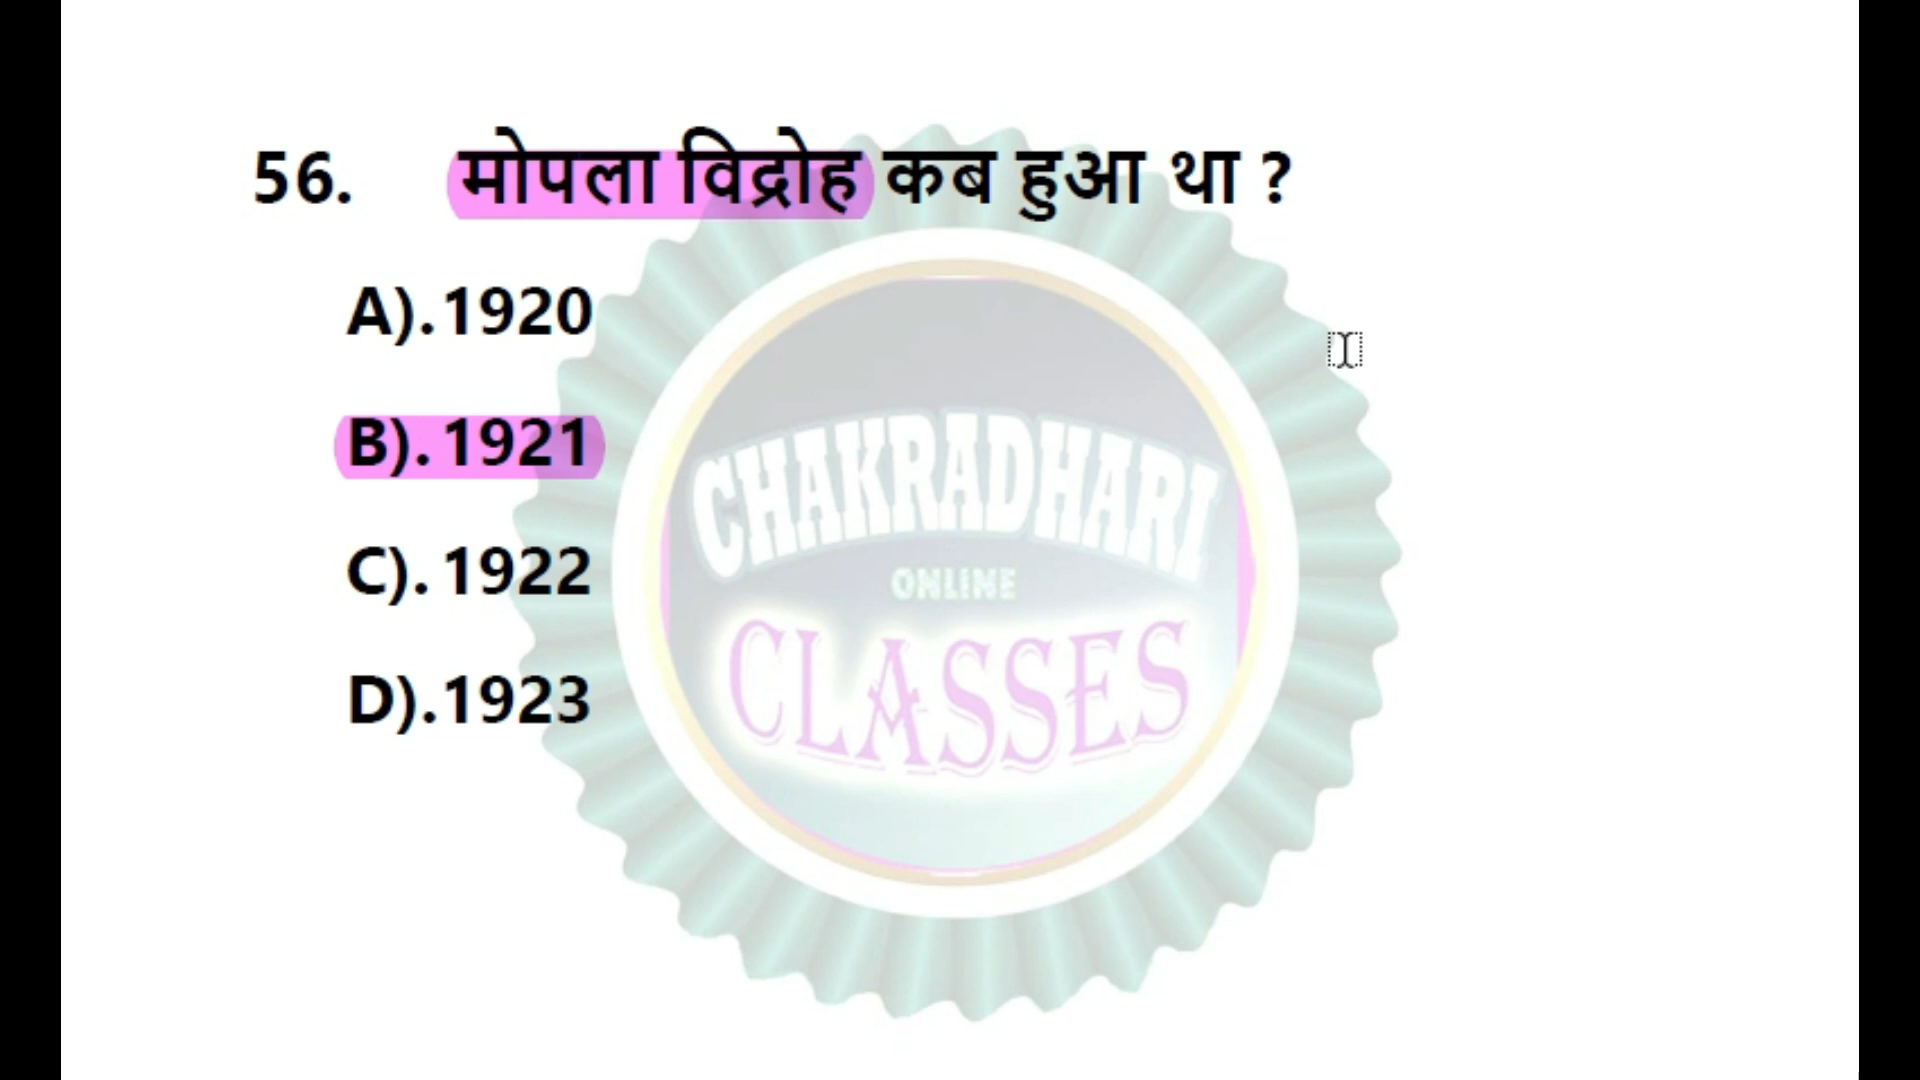 56. मोपला विद्रोह कब हुआ था ?
A).1920
B).1921
C).1922
D).1923
CHAKRADHARI
ONLINE
CLASSES